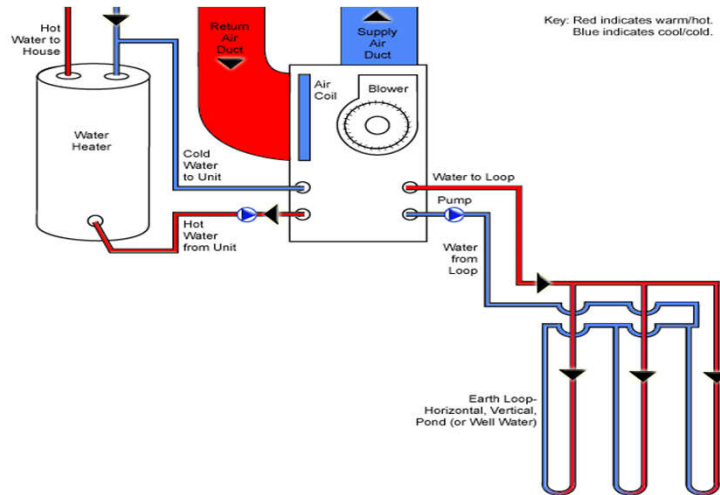 Hot
Water to
House
Return
Air
Duct
Supply
Air
Duct
Key: Red indicates warm/hot.
Blue indicates cool/cold.
Air
Coil
Blower
Water
Heater
Cold
Water
to Unit
Water to Loop
Pump
Hot
Water
from Unit
Water
from
Loop
Earth Loop-
Horizontal, Vertical,
Pond (or Well Water)